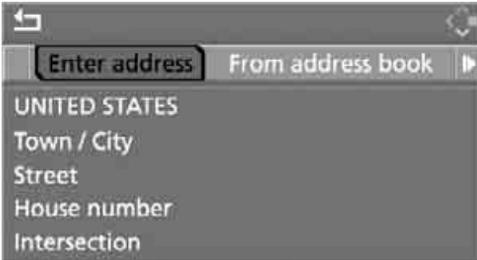 Enter address From address book
UNITED STATES
Town / City
Street
House number
Intersection